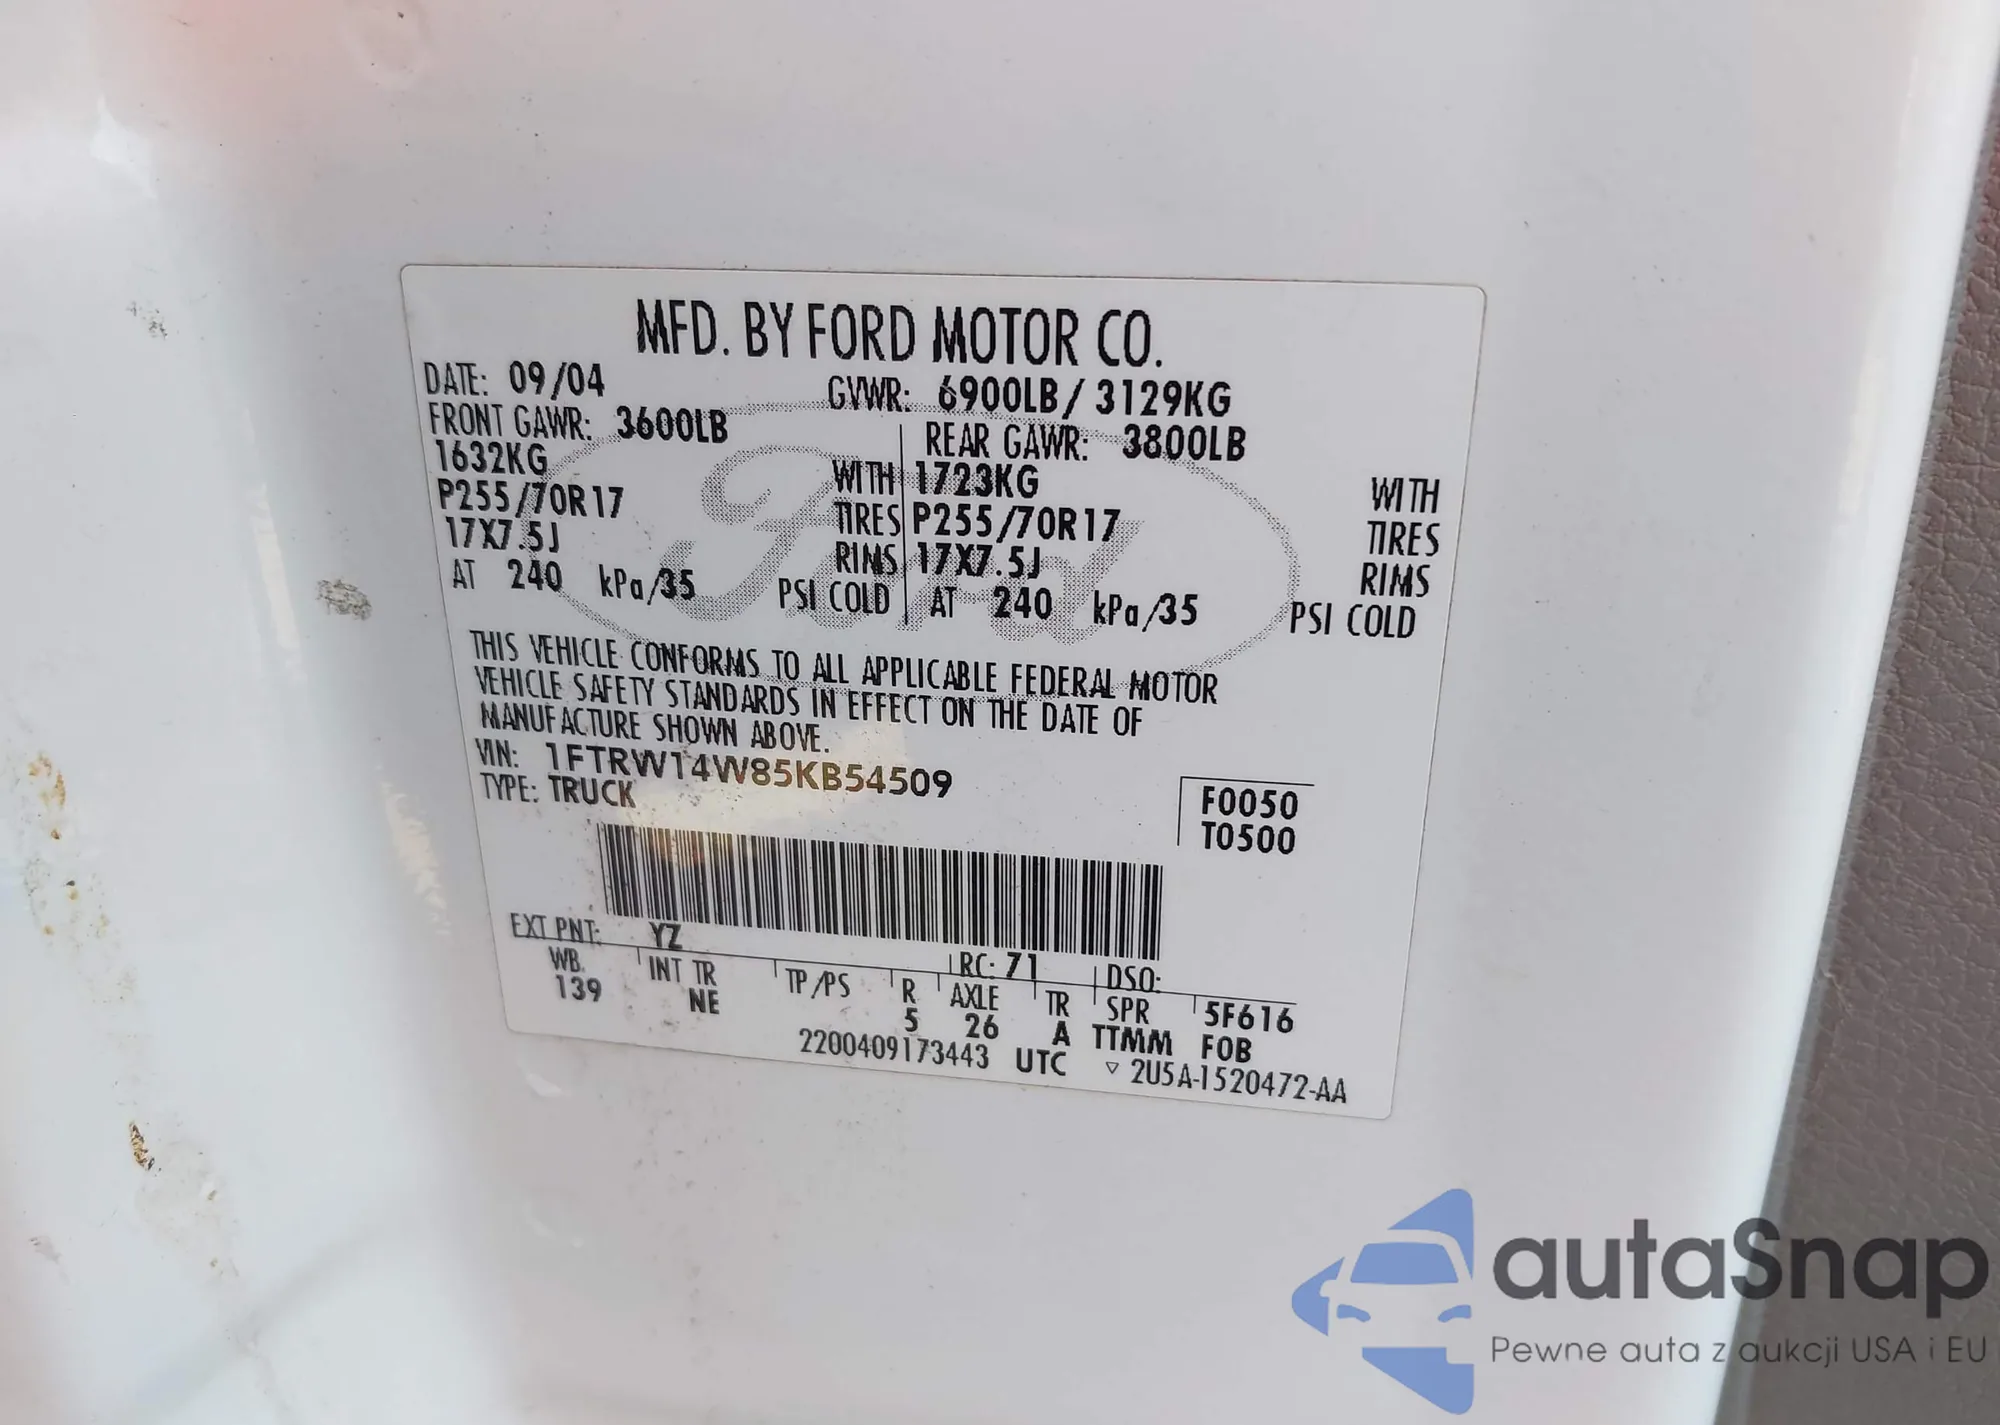 MFD. BY FORD MOTOR CO.
DATE: 09/04 GVWR: 6900LB / 3129KG
FRONT GAWR: 3600LB REAR GAWR: 3800LB
1632KG WITH 1723KG WITH
P255/70R17 TIRES P255/70R17 TIRES
17X7.5J RIMS 17X7.5J RIMS
AT 240 kPa/35 PSI COLD AT 240 kPa/35 PSI COLD
THIS VEHICLE CONFORMS TO ALL APPLICABLE FEDERAL MOTOR
VEHICLE SAFETY STANDARDS IN EFFECT ON THE DATE OF
MANUFACTURE SHOWN ABOVE.
VIN: 1FTRW14W85KB54509
TYPE: TRUCK
F0050
T0500
EXT PNT: YZ RC: 71 DSO:
WB INT TR TP/PS R AXLE TR SPR 5F616
139 NE 5 26 A TTMM FOB
2200409173443 UTC ▽ 2U5A-1520472-AA
Ford
autaSnap
Pewne auta z aukcji USA i EU